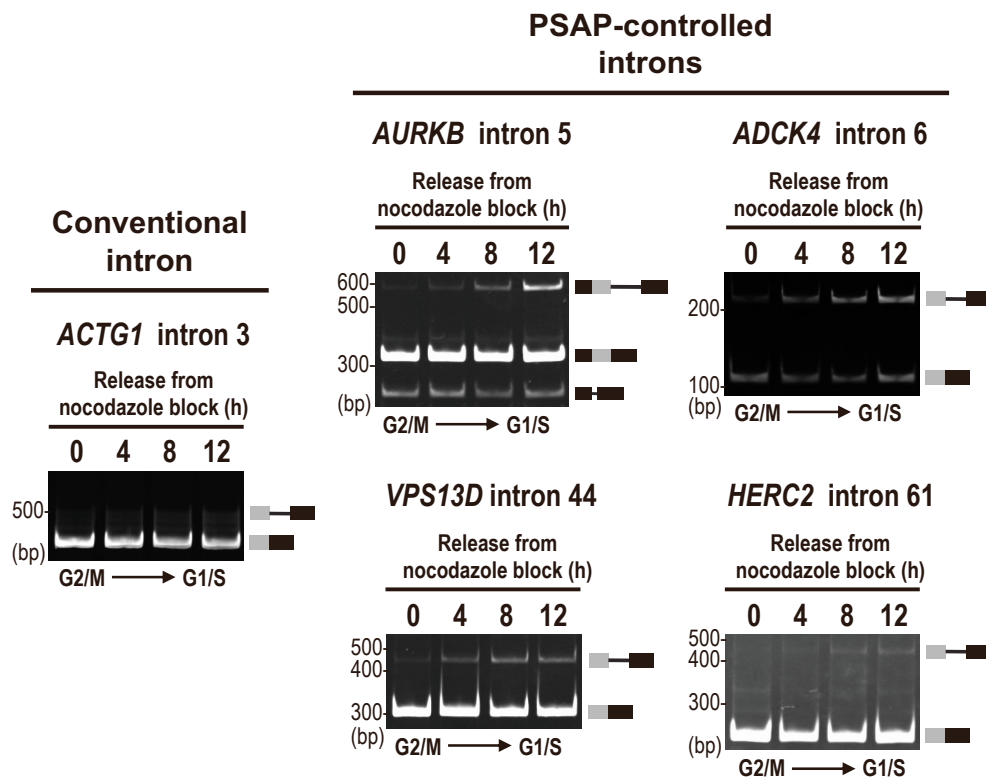 PSAP-controlled
introns
Conventional
intron
ACTG1 intron 3
Release from
nocodazole block (h)
0 4 8 12
500
(bp)
G2/M G1/S
AURKB intron 5
Release from
nocodazole block (h)
0 4 8 12
600
500
300
(bp)
G2/M G1/S
ADCK4 intron 6
Release from
nocodazole block (h)
0 4 8 12
200
100
(bp)
G2/M G1/S
VPS13D intron 44
Release from
nocodazole block (h)
0 4 8 12
500
400
300
(bp)
G2/M G1/S
HERC2 intron 61
Release from
nocodazole block (h)
0 4 8 12
500
400
300
(bp)
G2/M G1/S